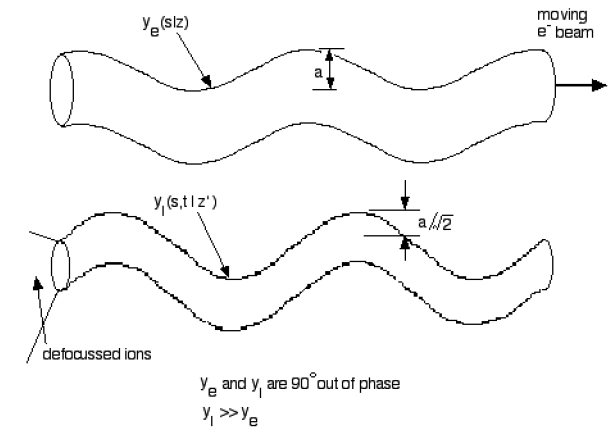 y_e(s|z)
moving
e⁻ beam
a
y_I(s,t | z')
a/√2
defocussed ions
y_e and y_I are 90° out of phase
y_I >> y_e